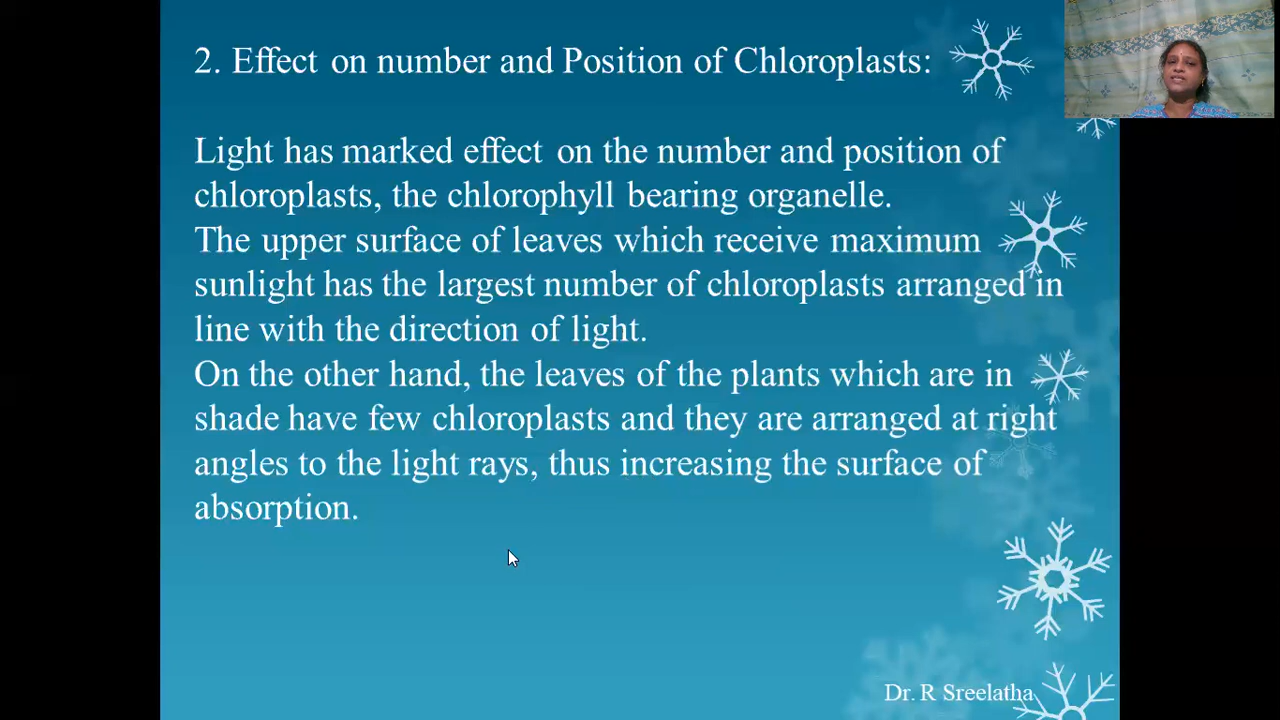 2. Effect on number and Position of Chloroplasts:
Light has marked effect on the number and position of
chloroplasts, the chlorophyll bearing organelle.
The upper surface of leaves which receive maximum
sunlight has the largest number of chloroplasts arranged in
line with the direction of light.
On the other hand, the leaves of the plants which are in
shade have few chloroplasts and they are arranged at right
angles to the light rays, thus increasing the surface of
absorption.
Dr. R Sreelatha